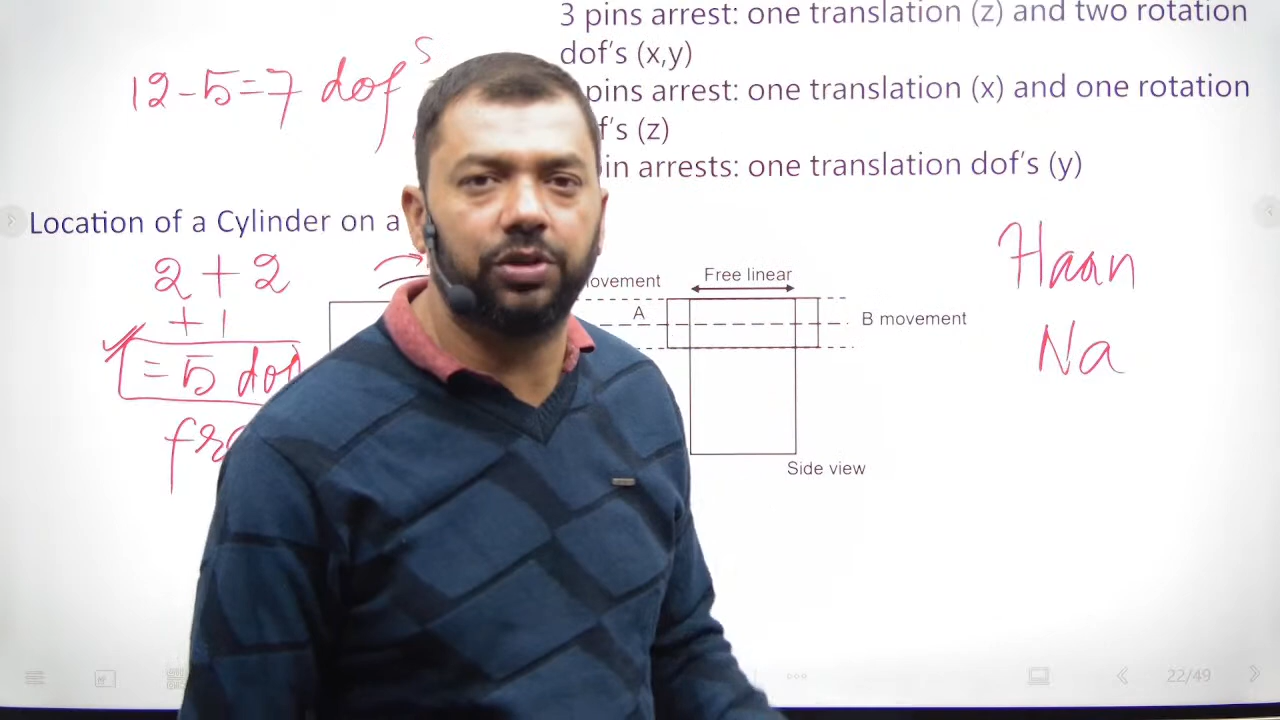 3 pins arrest: one translation (z) and two rotation
dof's (x,y)
pins arrest: one translation (x) and one rotation
f's (z)
in arrests: one translation dof's (y)
12-5=7 dof's
Location of a Cylinder on a
2 + 2
+ 1
= 5 dof
ovement
Free linear
A
B movement
Side view
Haan
Na
22/49